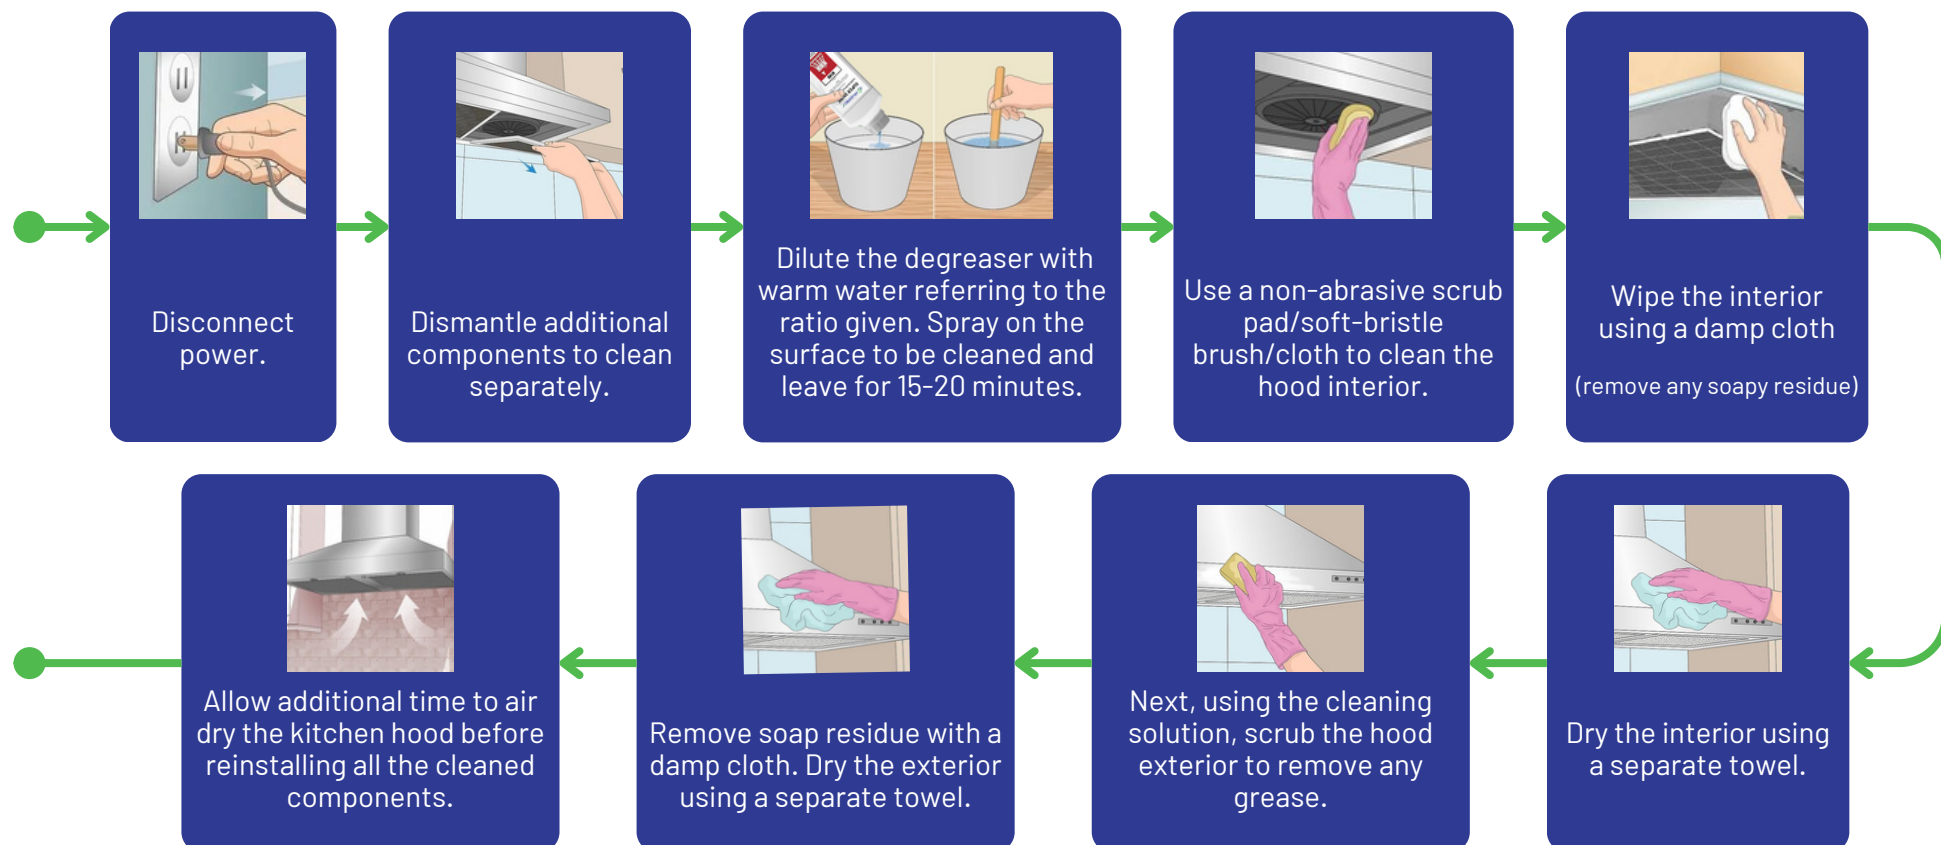 Disconnect
power.
Dismantle additional
components to clean
separately.
Dilute the degreaser with
warm water referring to the
ratio given. Spray on the
surface to be cleaned and
leave for 15-20 minutes.
Use a non-abrasive scrub
pad/soft-bristle
brush/cloth to clean the
hood interior.
Wipe the interior
using a damp cloth
(remove any soapy residue)
Dry the interior using
a separate towel.
Next, using the cleaning
solution, scrub the hood
exterior to remove any
grease.
Remove soap residue with a
damp cloth. Dry the exterior
using a separate towel.
Allow additional time to air
dry the kitchen hood before
reinstalling all the cleaned
components.